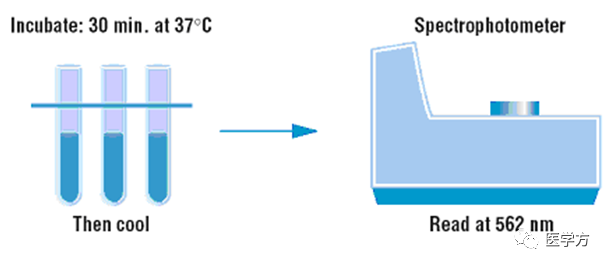 Incubate: 30 min. at 37°C
Then cool
Spectrophotometer
Read at 562 nm
医学方